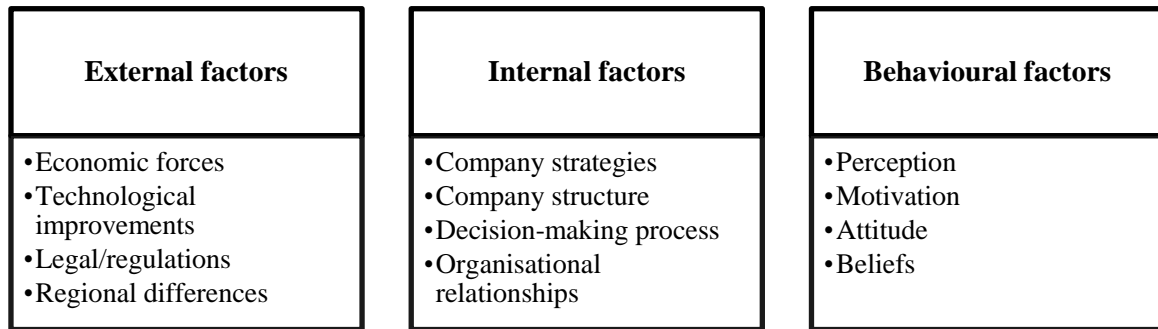 External factors
•Economic forces
•Technological
improvements
•Legal/regulations
•Regional differences
Internal factors
•Company strategies
•Company structure
•Decision-making process
•Organisational
relationships
Behavioural factors
•Perception
•Motivation
•Attitude
•Beliefs